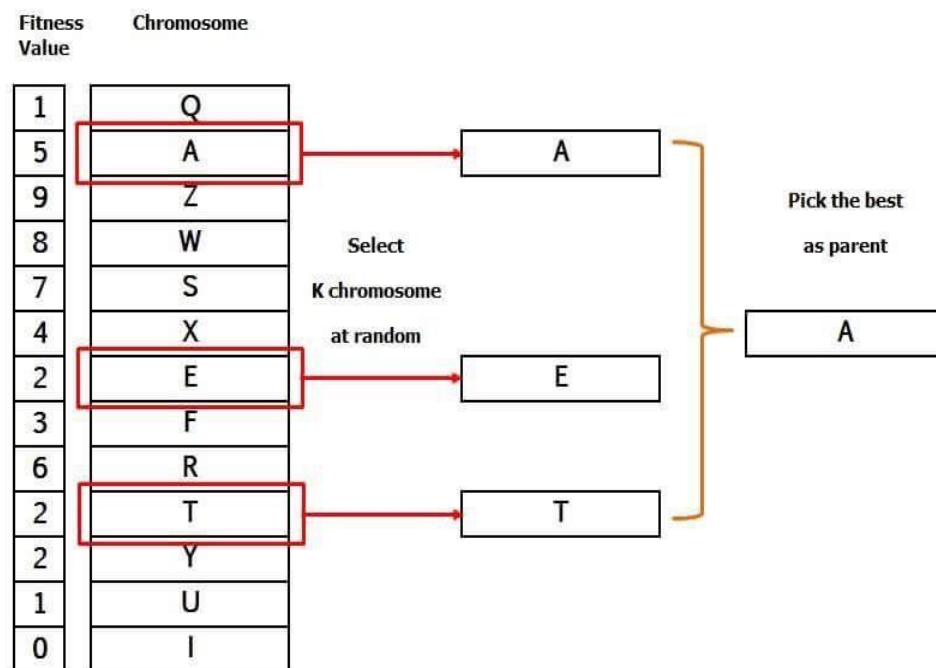 Fitness Value
Chromosome
1 Q
5 A
9 Z
8 W
7 S
4 X
2 E
3 F
6 R
2 T
2 Y
1 U
0 I
Select
K chromosome
at random
A
E
T
Pick the best
as parent
A